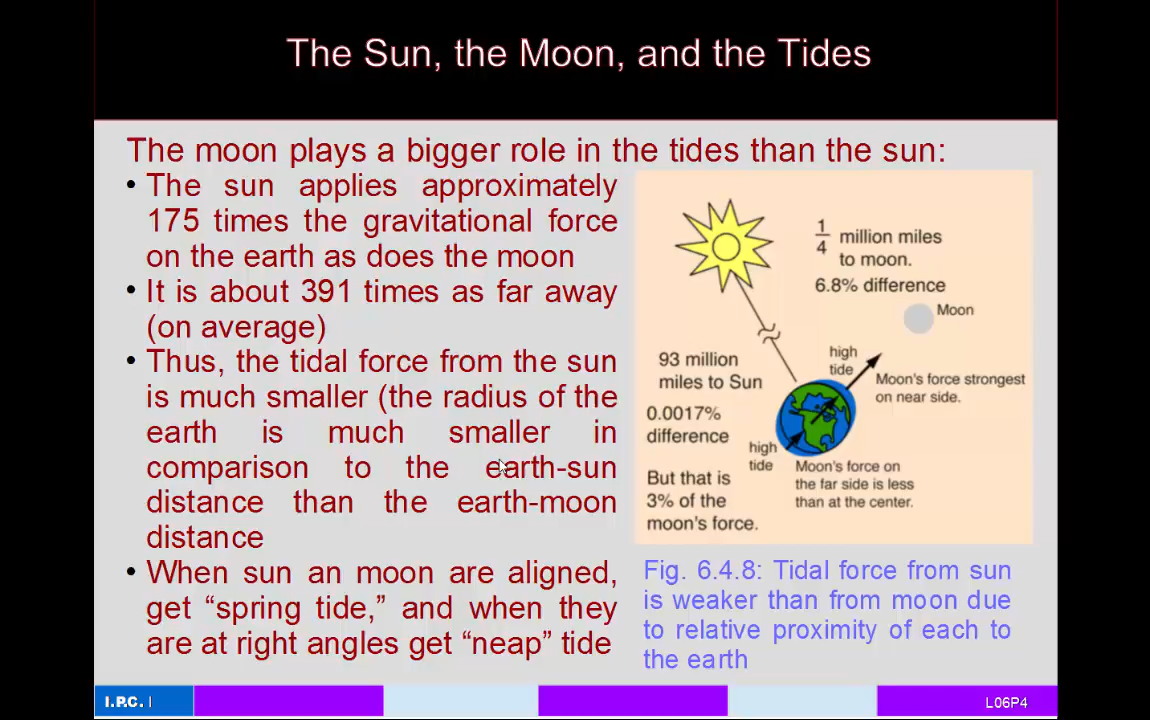 The Sun, the Moon, and the Tides
The moon plays a bigger role in the tides than the sun:
• The sun applies approximately
175 times the gravitational force
on the earth as does the moon
• It is about 391 times as far away
(on average)
• Thus, the tidal force from the sun
is much smaller (the radius of the
earth is much smaller in
comparison to the earth-sun
distance than the earth-moon
distance
• When sun an moon are aligned,
get “spring tide,” and when they
are at right angles get “neap” tide
1/4 million miles
to moon.
6.8% difference
Moon
93 million
miles to Sun
0.0017%
difference
But that is
3% of the
moon's force.
high
tide
Moon's force strongest
on near side.
high
tide
Moon's force on
the far side is less
than at the center.
Fig. 6.4.8: Tidal force from sun
is weaker than from moon due
to relative proximity of each to
the earth
I.P.C. I
L06P4